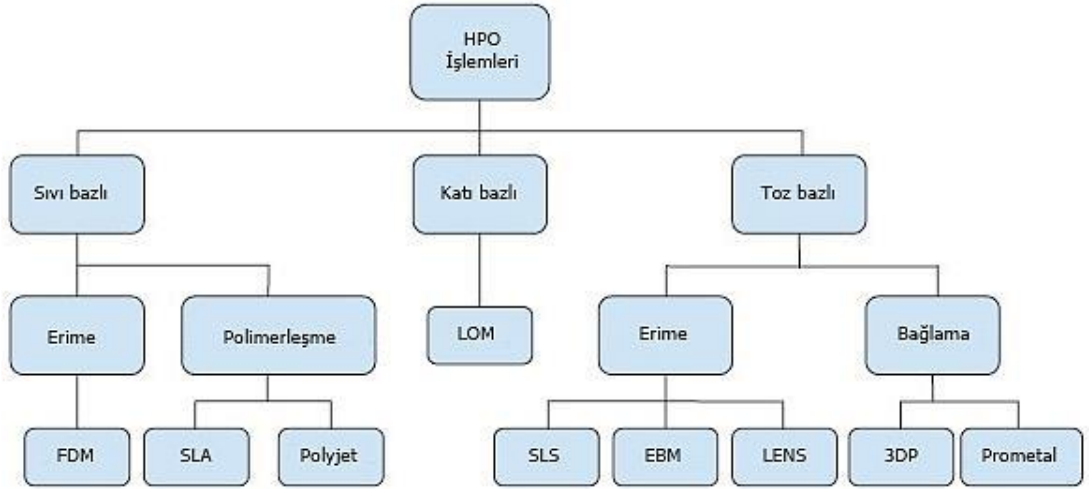 HPO
İşlemleri
Sıvı bazlı
Katı bazlı
Toz bazlı
Erime
Polimerleşme
LOM
Erime
Bağlama
FDM
SLA
Polyjet
SLS
EBM
LENS
3DP
Prometal